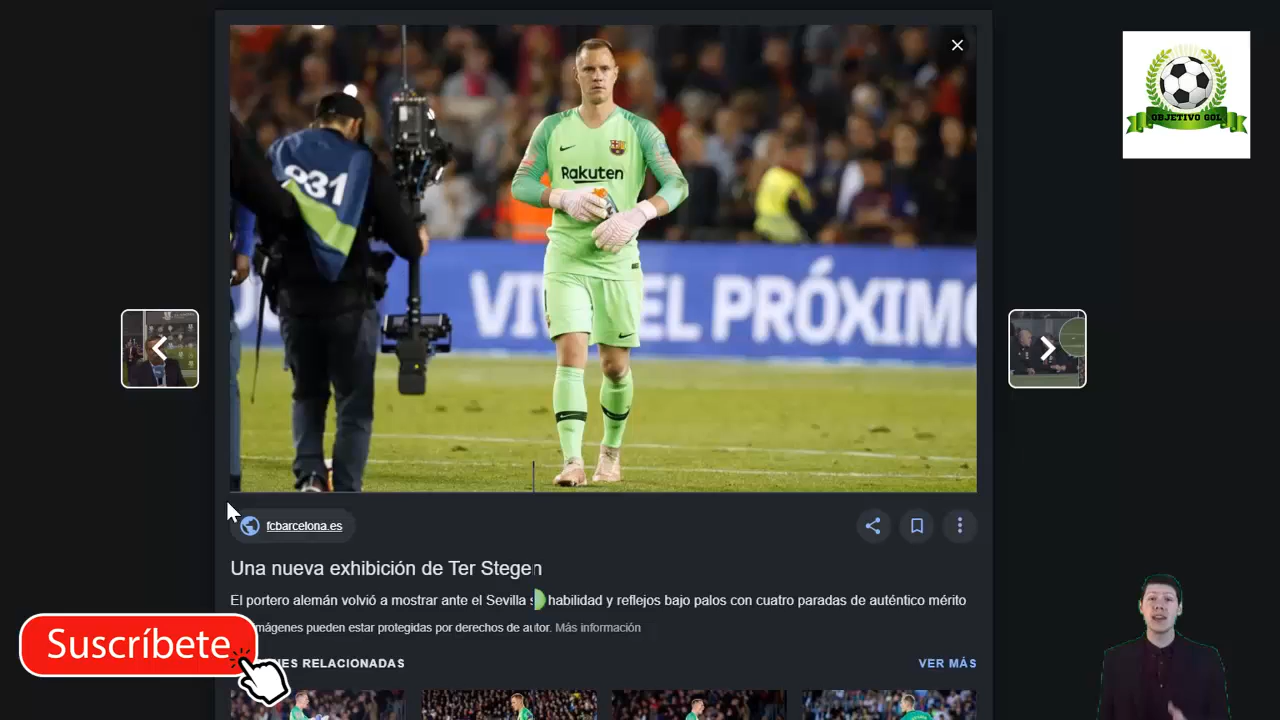 OBJETIVO GOL
931
Rakuten
VIVE EL PRÓXIMO
fcbarcelona.es
Una nueva exhibición de Ter Stegen
El portero alemán volvió a mostrar ante el Sevilla habilidad y reflejos bajo palos con cuatro paradas de auténtico mérito
imágenes pueden estar protegidas por derechos de autor. Más información
Suscríbete
RELACIONADAS
VER MÁS